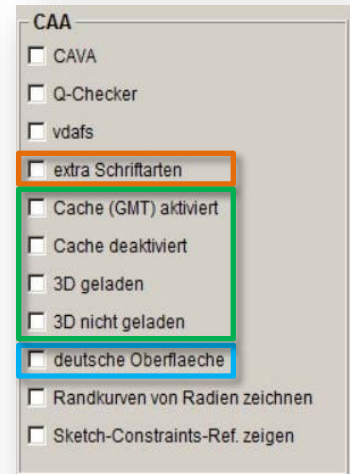 CAA
CAVA
Q-Checker
vdafs
extra Schriftarten
Cache (GMT) aktiviert
Cache deaktiviert
3D geladen
3D nicht geladen
deutsche Oberflaeche
Randkurven von Radien zeichnen
Sketch-Constraints-Ref. zeigen